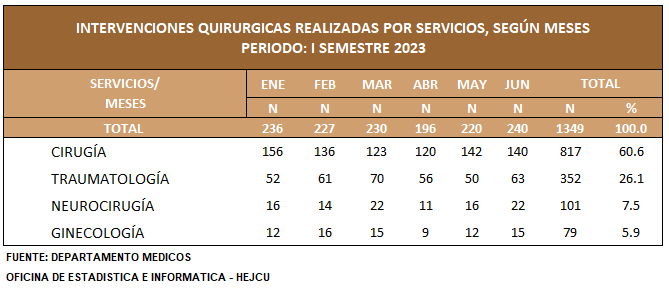 INTERVENCIONES QUIRURGICAS REALIZADAS POR SERVICIOS, SEGÚN MESES
PERIODO: I SEMESTRE 2023
SERVICIOS/ MESES ENE FEB MAR ABR MAY JUN TOTAL
N N N N N N N %
TOTAL 236 227 230 196 220 240 1349 100.0
CIRUGÍA 156 136 123 120 142 140 817 60.6
TRAUMATOLOGÍA 52 61 70 56 50 63 352 26.1
NEUROCIRUGÍA 16 14 22 11 16 22 101 7.5
GINECOLOGÍA 12 16 15 9 12 15 79 5.9
FUENTE: DEPARTAMENTO MEDICOS
OFICINA DE ESTADISTICA E INFORMATICA - HEJCU